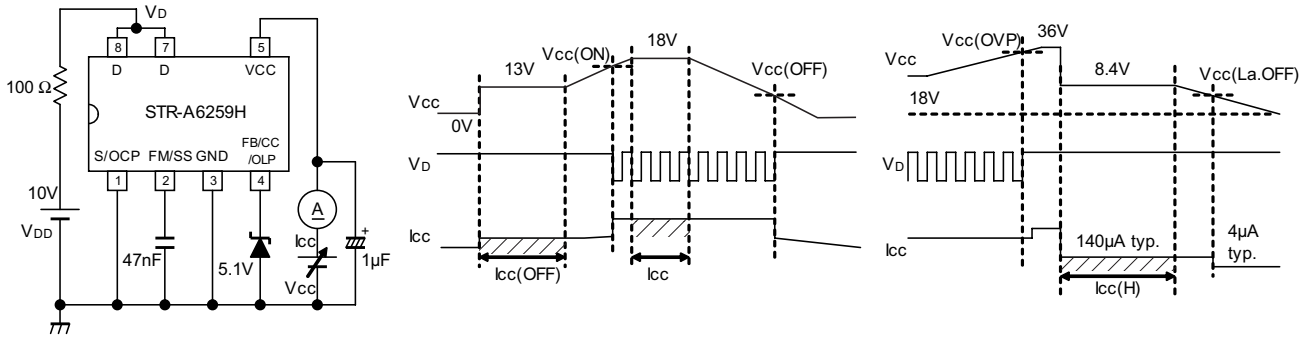 VD
8
7
5
D
D
VCC
100 Ω
STR-A6259H
S/OCP
FM/SS
GND
FB/CC
/OLP
1
2
3
4
10V
VDD
47nF
5.1V
A
Icc
Vcc
+
1µF
Vcc(ON)
18V
13V
Vcc(OFF)
Vcc
0V
VD
Icc
Icc(OFF)
Icc
Vcc(OVP)
36V
Vcc
8.4V
Vcc(La.OFF)
18V
VD
Icc
140µA typ.
4µA
typ.
Icc(H)